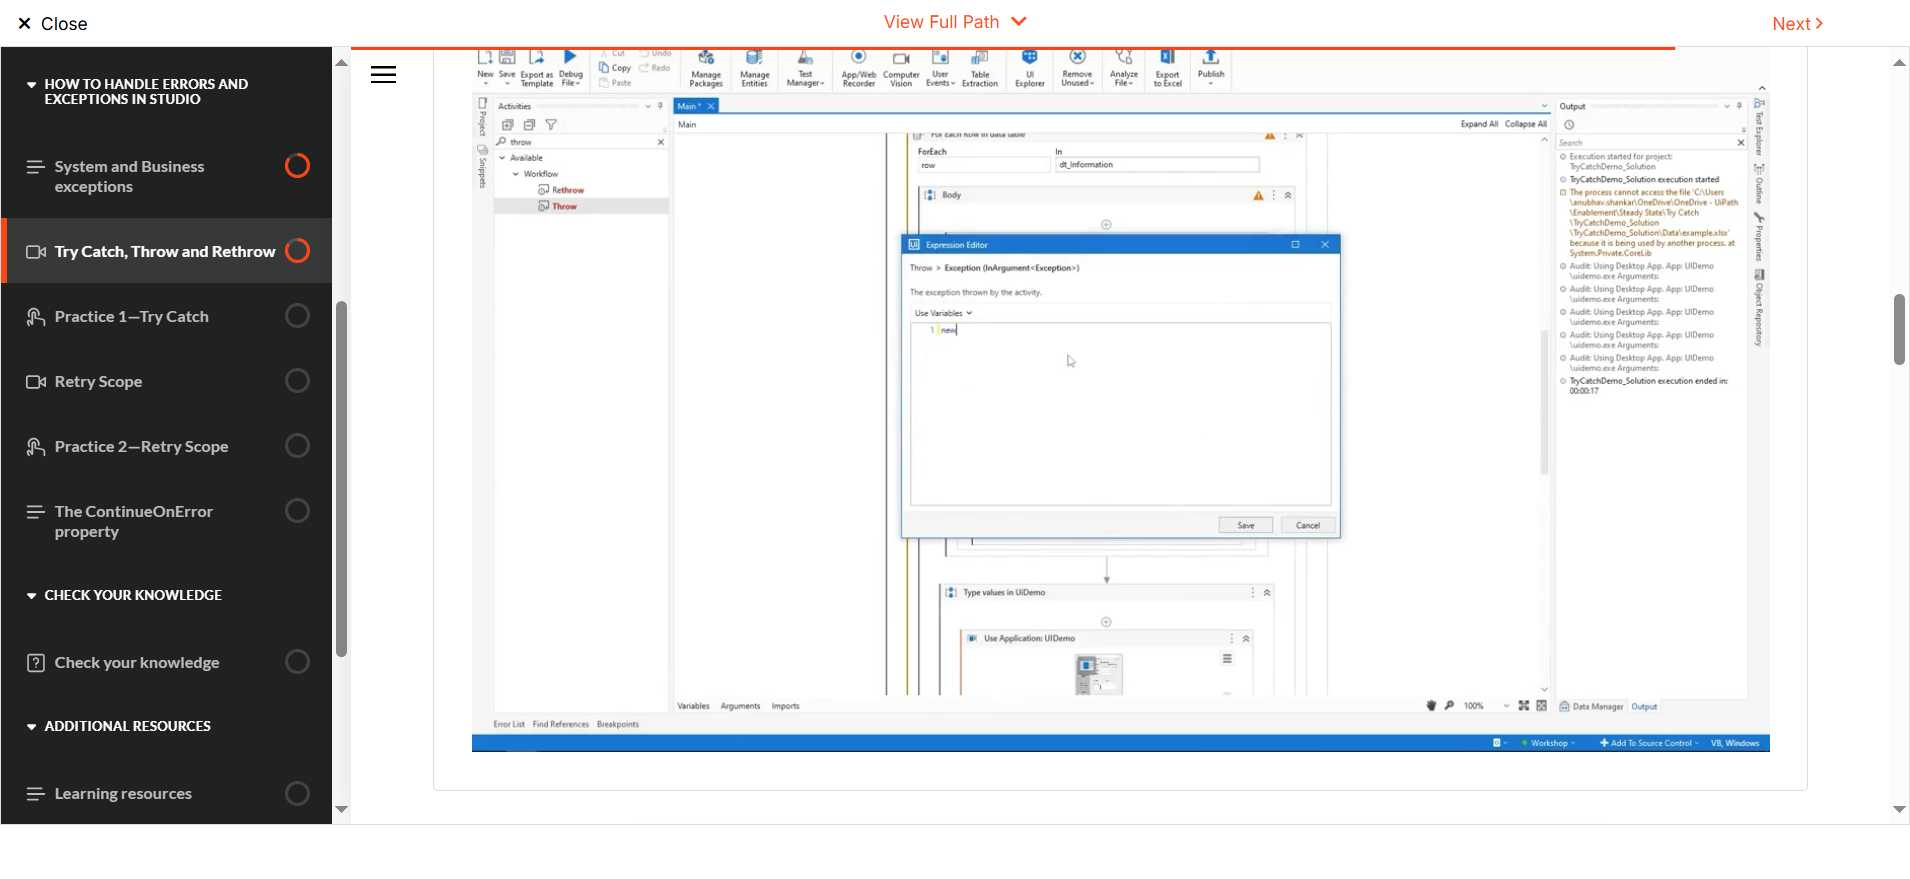 × Close
View Full Path
Next >
HOW TO HANDLE ERRORS AND
EXCEPTIONS IN STUDIO
System and Business
exceptions
Try Catch, Throw and Rethrow
Practice 1—Try Catch
Retry Scope
Practice 2—Retry Scope
The ContinueOnError
property
CHECK YOUR KNOWLEDGE
Check your knowledge
ADDITIONAL RESOURCES
Learning resources
New
Save
Export as
Template
Debug
File
Cut
Copy
Paste
Undo
Redo
Manage
Packages
Manage
Entities
Test
Manager
App/Web
Recorder
Computer
Vision
User
Events
Table
Extraction
UI
Explorer
Remove
Unused
Analyze
File
Export
to Excel
Publish
Project
Snippets
Activities
throw
Available
Workflow
Rethrow
Throw
Main*
Main
Expand All Collapse All
For Each Row in data table
ForEach
In
row
dt_Information
Body
Expression Editor
Throw > Exception (InArgument<Exception>)
The exception thrown by the activity.
Use Variables
1 new
Save
Cancel
Type values in UiDemo
Use Application: UIDemo
Variables Arguments Imports
100%
Output
Search
Execution started for project:
TryCatchDemo_Solution
TryCatchDemo_Solution execution started
The process cannot access the file 'C:\Users
\anubhav.shankar\OneDrive\OneDrive - UiPath
\Enablement\Steady State\Try Catch
\TryCatchDemo_Solution
\TryCatchDemo_Solution\Data\example.xlsx'
because it is being used by another process. at
System.Private.CoreLib
Audit: Using Desktop App. App: UIDemo
\uidemo.exe Arguments:
Audit: Using Desktop App. App: UIDemo
\uidemo.exe Arguments:
Audit: Using Desktop App. App: UIDemo
\uidemo.exe Arguments:
Audit: Using Desktop App. App: UIDemo
\uidemo.exe Arguments:
Audit: Using Desktop App. App: UIDemo
\uidemo.exe Arguments:
TryCatchDemo_Solution execution ended in:
00:00:17
Test Explorer
Outline
Properties
Object Repository
Data Manager
Output
Error List Find References Breakpoints
Workshop
Add To Source Control
VB, Windows